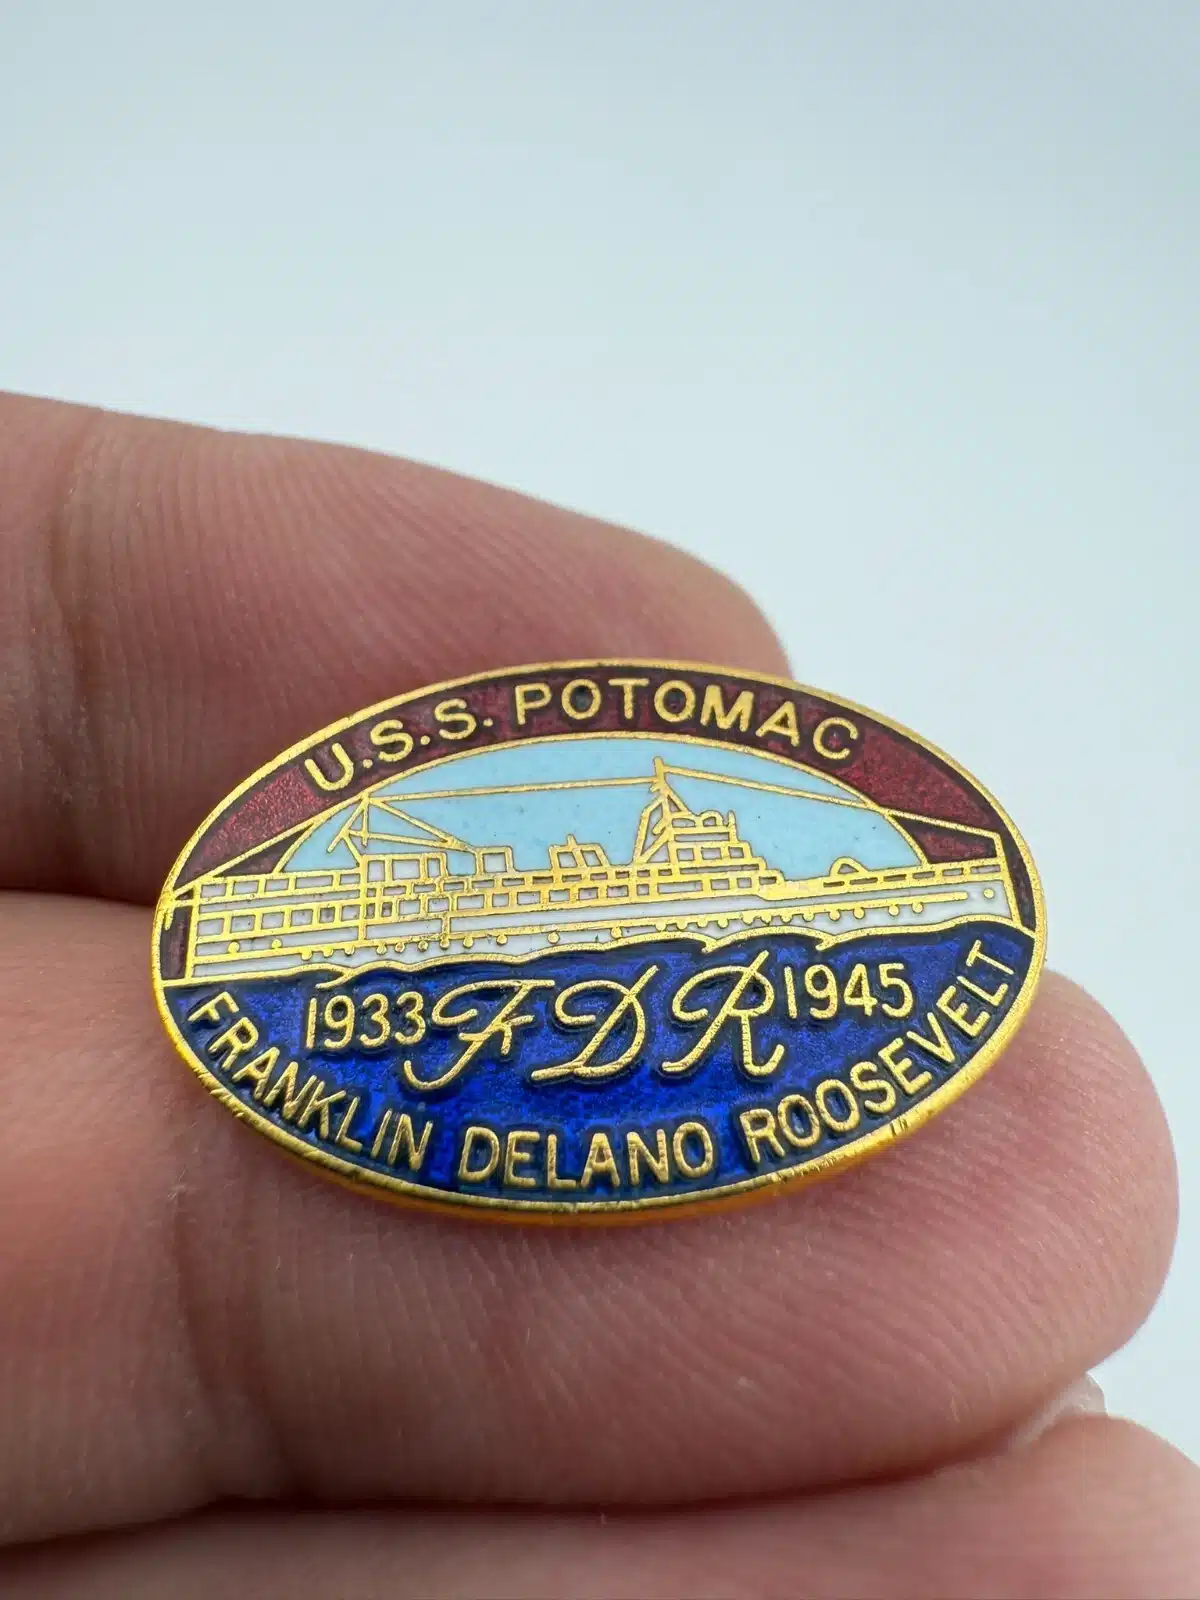 U.S.S. POTOMAC
1933 FDR 1945
FRANKLIN DELANO ROOSEVELT